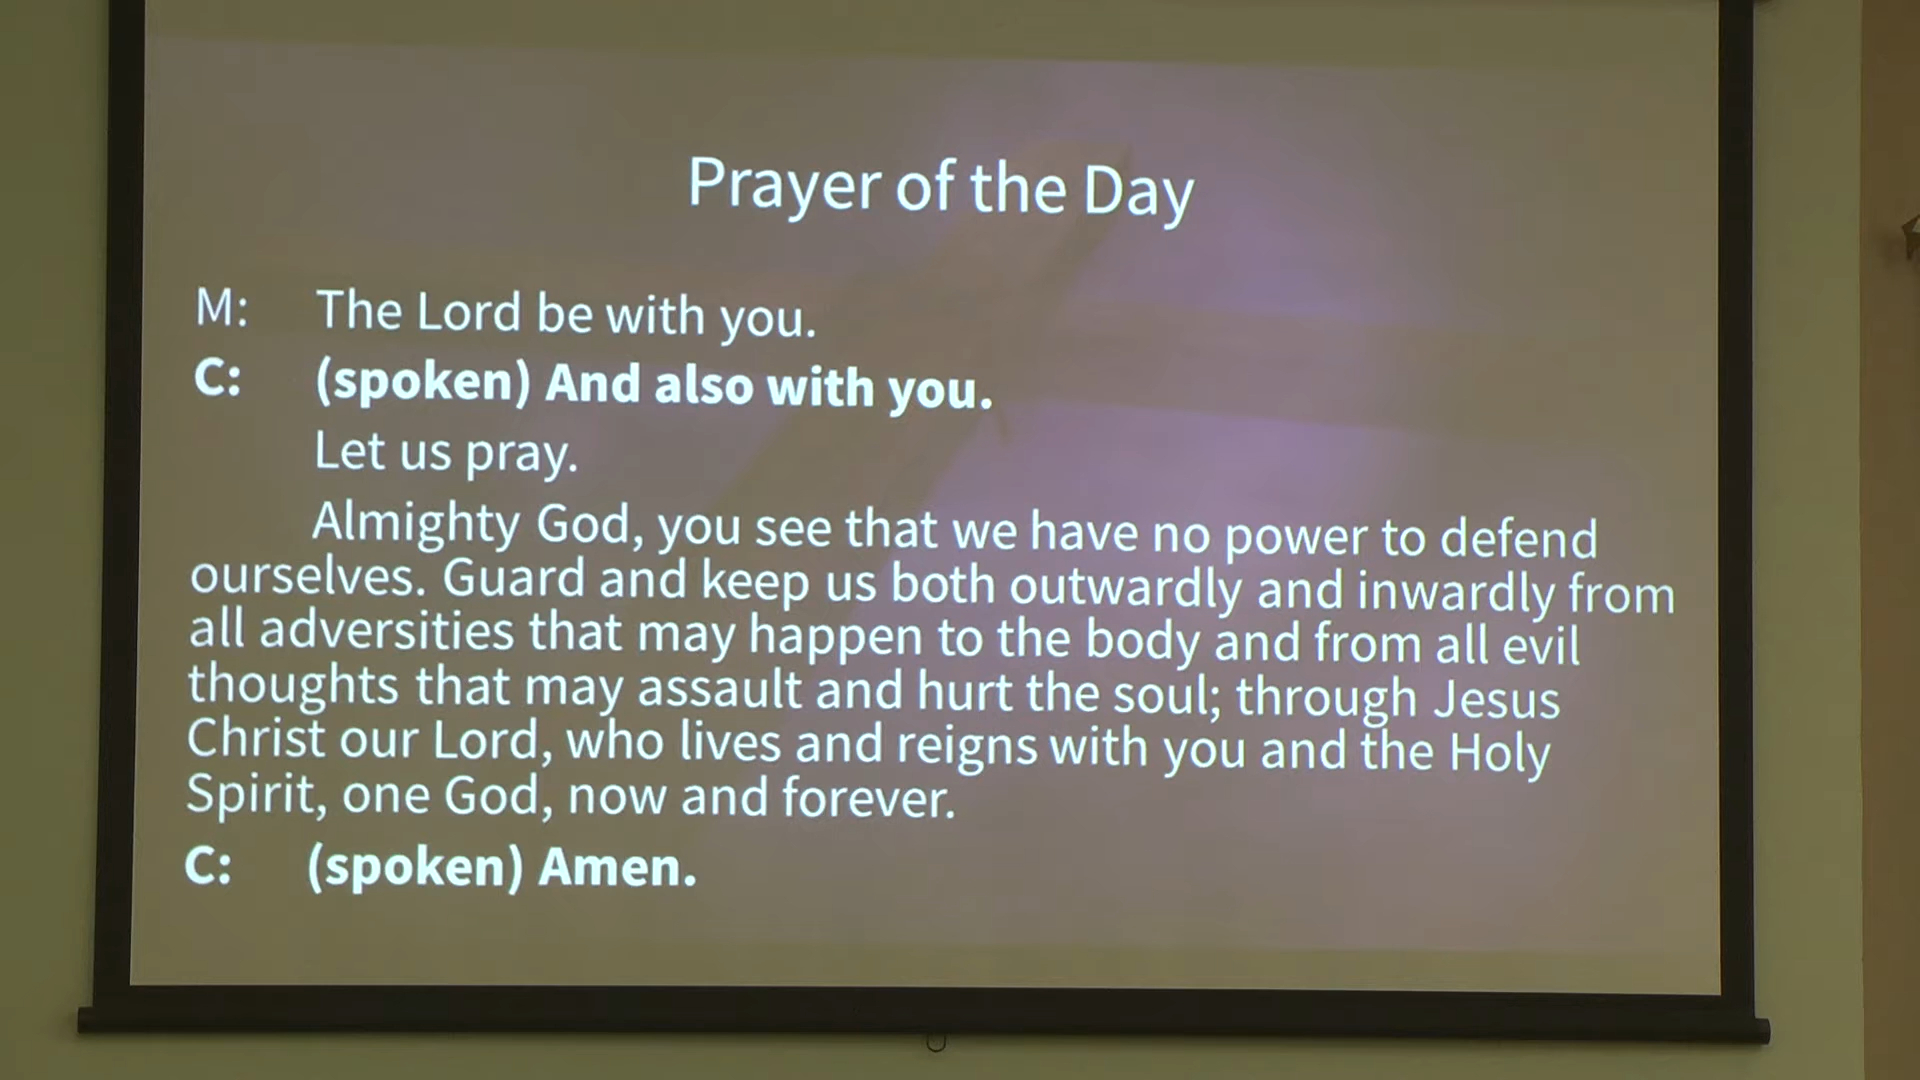 Prayer of the Day
M: The Lord be with you.
C: (spoken) And also with you.
Let us pray.
Almighty God, you see that we have no power to defend
ourselves. Guard and keep us both outwardly and inwardly from
all adversities that may happen to the body and from all evil
thoughts that may assault and hurt the soul; through Jesus
Christ our Lord, who lives and reigns with you and the Holy
Spirit, one God, now and forever.
C: (spoken) Amen.